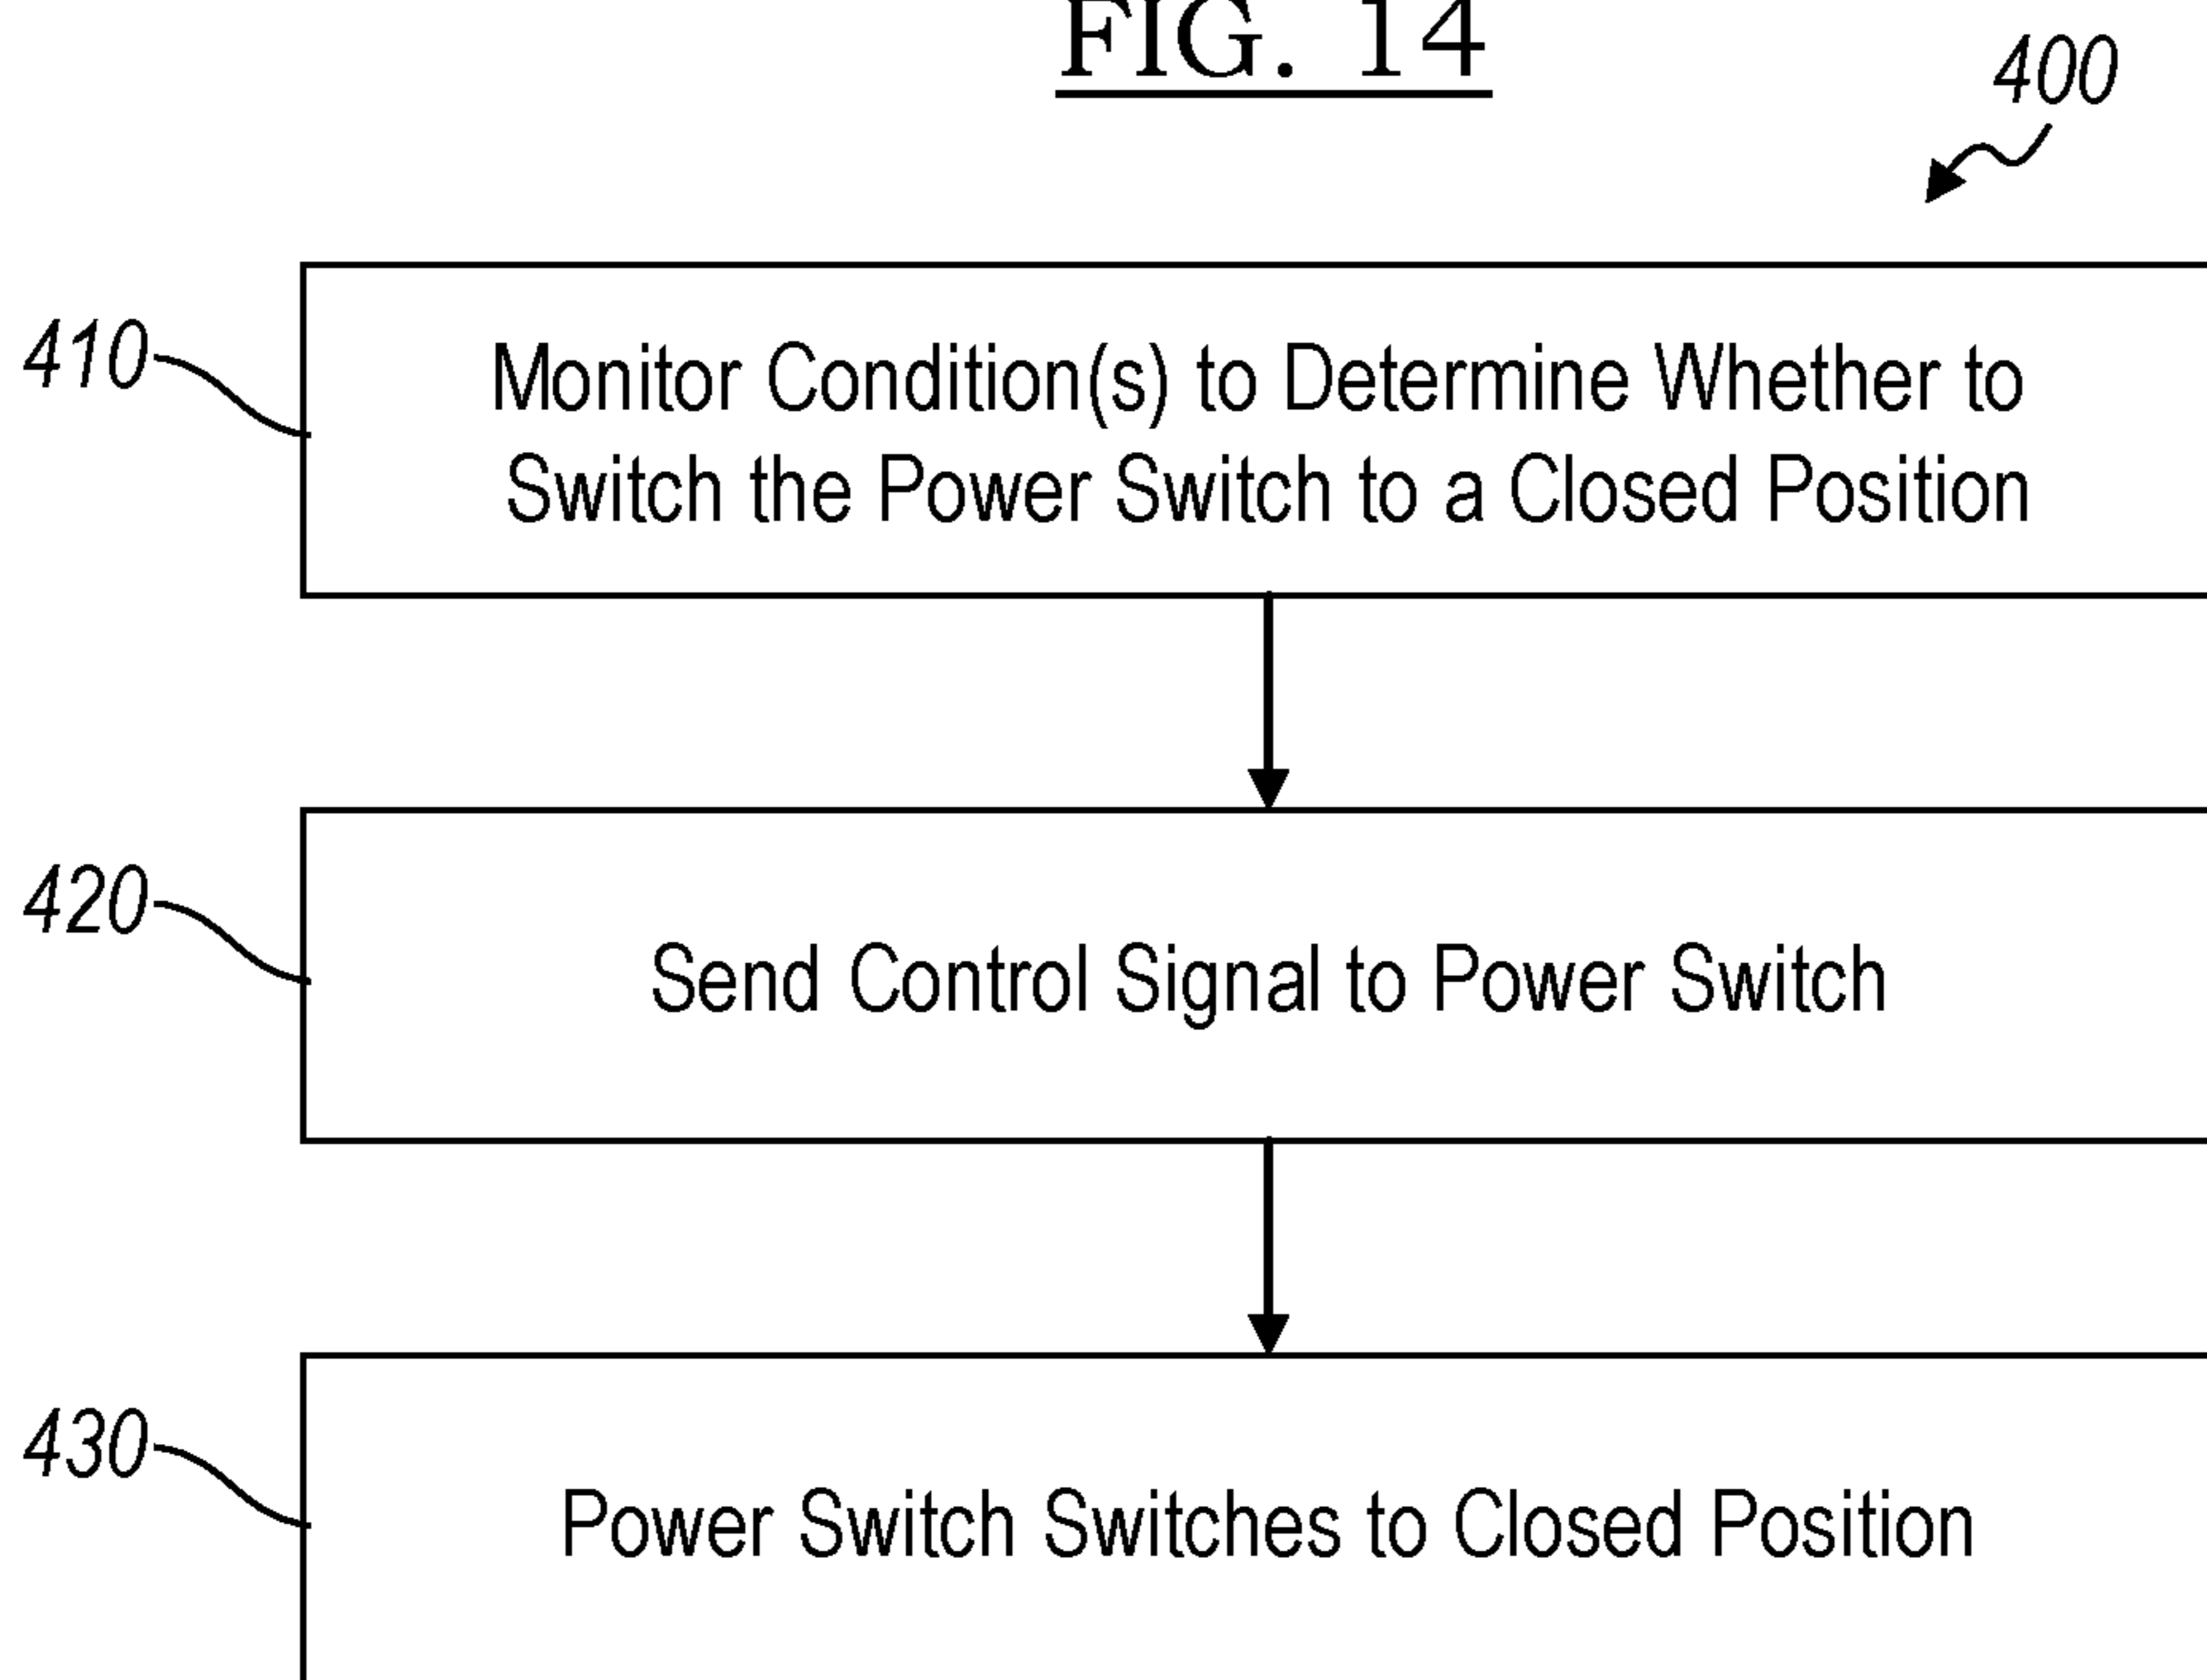 FIG. 14
400
410
Monitor Condition(s) to Determine Whether to
Switch the Power Switch to a Closed Position
420
Send Control Signal to Power Switch
430
Power Switch Switches to Closed Position